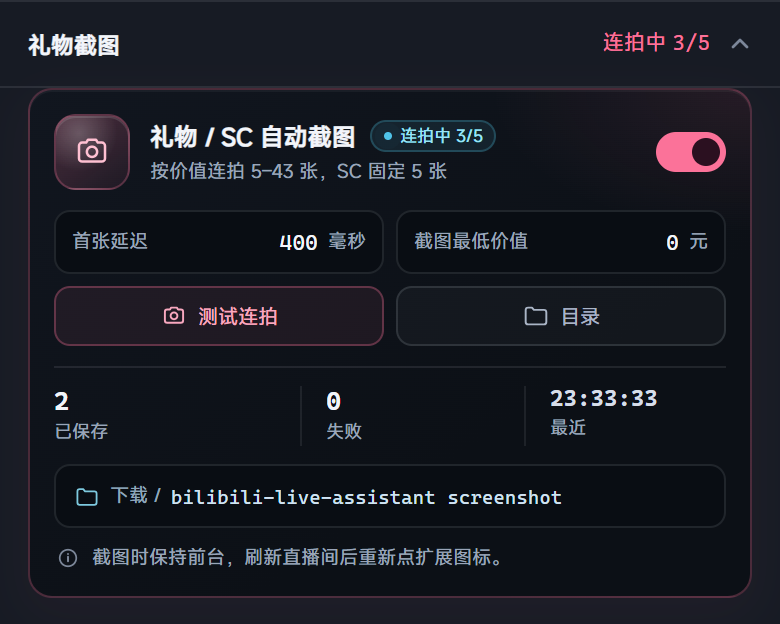 礼物截图 连拍中 3/5
礼物 / SC 自动截图 连拍中 3/5
按价值连拍 5–43 张，SC 固定 5 张
首张延迟 400 毫秒 截图最低价值 0 元
测试连拍 目录
2 0 23:33:33
已保存 失败 最近
下载 / bilibili-live-assistant screenshot
截图时保持前台，刷新直播间后重新点扩展图标。